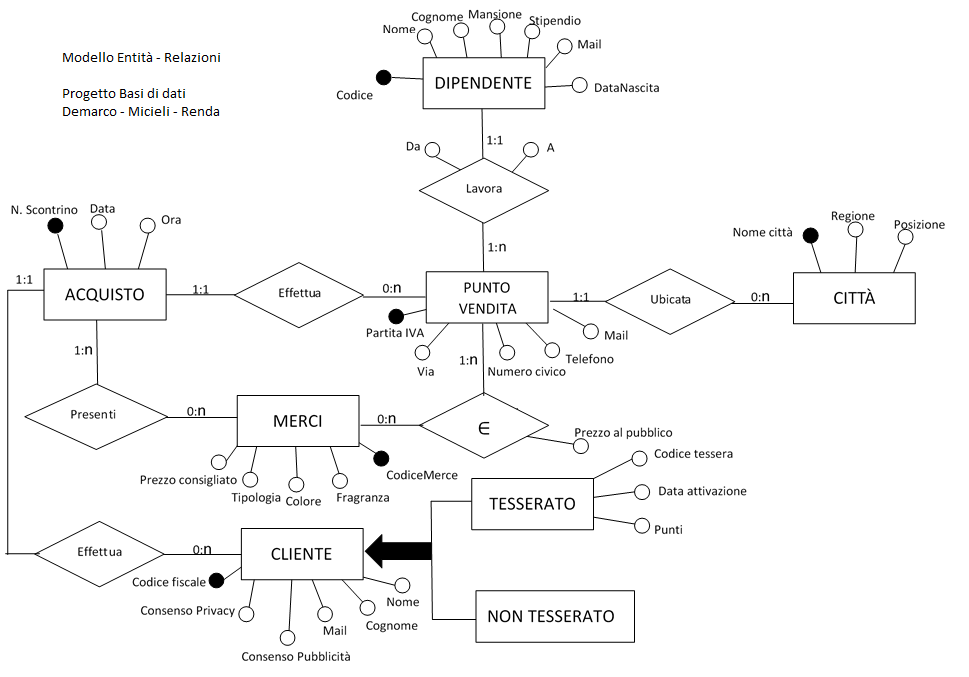 Modello Entità - Relazioni
Progetto Basi di dati
Demarco - Micieli - Renda
Nome
Cognome
Mansione
Stipendio
Mail
DataNascita
Codice
DIPENDENTE
1:1
Da
A
Lavora
1:n
N. Scontrino
Data
Ora
1:1
ACQUISTO
1:1
Effettua
0:n
PUNTO
VENDITA
1:1
Ubicata
0:n
CITTÀ
Nome città
Regione
Posizione
Partita IVA
Via
Numero civico
Telefono
Mail
1:n
1:n
Presenti
0:n
MERCI
0:n
∈
Prezzo al pubblico
Prezzo consigliato
Tipologia
Colore
Fragranza
CodiceMerce
TESSERATO
Codice tessera
Data attivazione
Punti
Effettua
0:n
CLIENTE
Codice fiscale
Consenso Privacy
Consenso Pubblicità
Mail
Cognome
Nome
NON TESSERATO